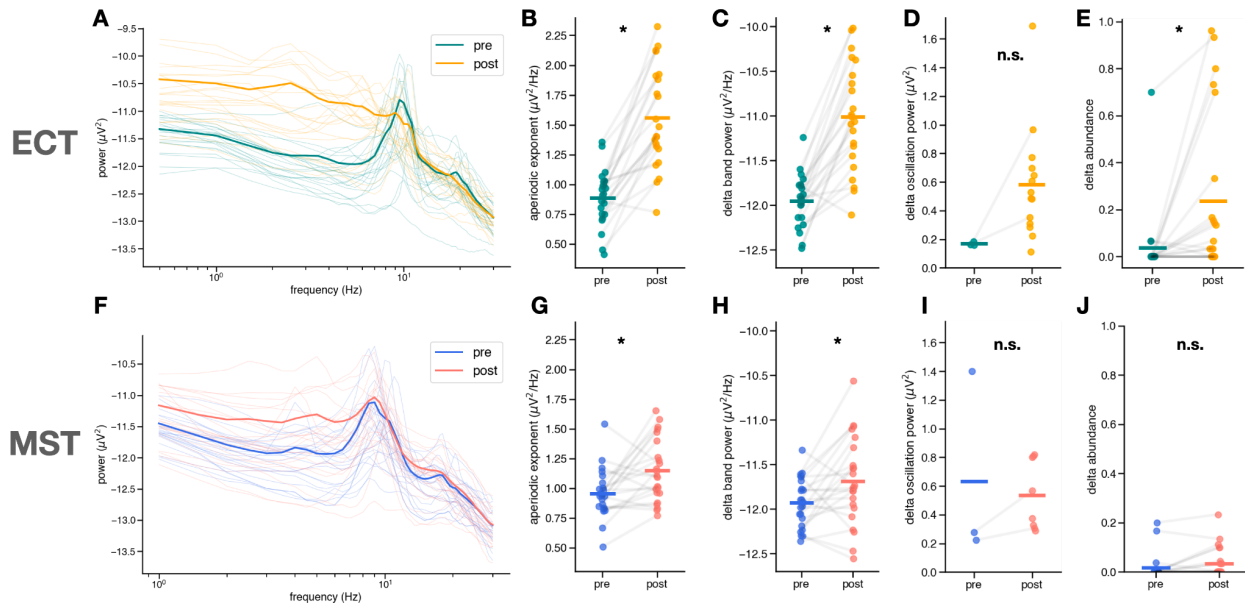 ECT
A
−9.5
−10.0
−10.5
−11.0
−11.5
−12.0
−12.5
−13.0
−13.5
power (μV²)
10⁰
10¹
frequency (Hz)
pre
post
B
*
2.25
2.00
1.75
1.50
1.25
1.00
0.75
0.50
aperiodic exponent (μV²/Hz)
pre
post
C
*
−10.0
−10.5
−11.0
−11.5
−12.0
−12.5
delta band power (μV²/Hz)
pre
post
D
n.s.
1.6
1.4
1.2
1.0
0.8
0.6
0.4
0.2
0.0
delta oscillation power (μV²)
pre
post
E
*
1.0
0.8
0.6
0.4
0.2
0.0
delta abundance
pre
post
MST
F
−10.5
−11.0
−11.5
−12.0
−12.5
−13.0
−13.5
power (μV²)
10⁰
10¹
frequency (Hz)
pre
post
G
*
2.25
2.00
1.75
1.50
1.25
1.00
0.75
0.50
aperiodic exponent (μV²/Hz)
pre
post
H
*
−10.0
−10.5
−11.0
−11.5
−12.0
−12.5
delta band power (μV²/Hz)
pre
post
I
n.s.
1.6
1.4
1.2
1.0
0.8
0.6
0.4
0.2
0.0
delta oscillation power (μV²)
pre
post
J
n.s.
1.0
0.8
0.6
0.4
0.2
0.0
delta abundance
pre
post